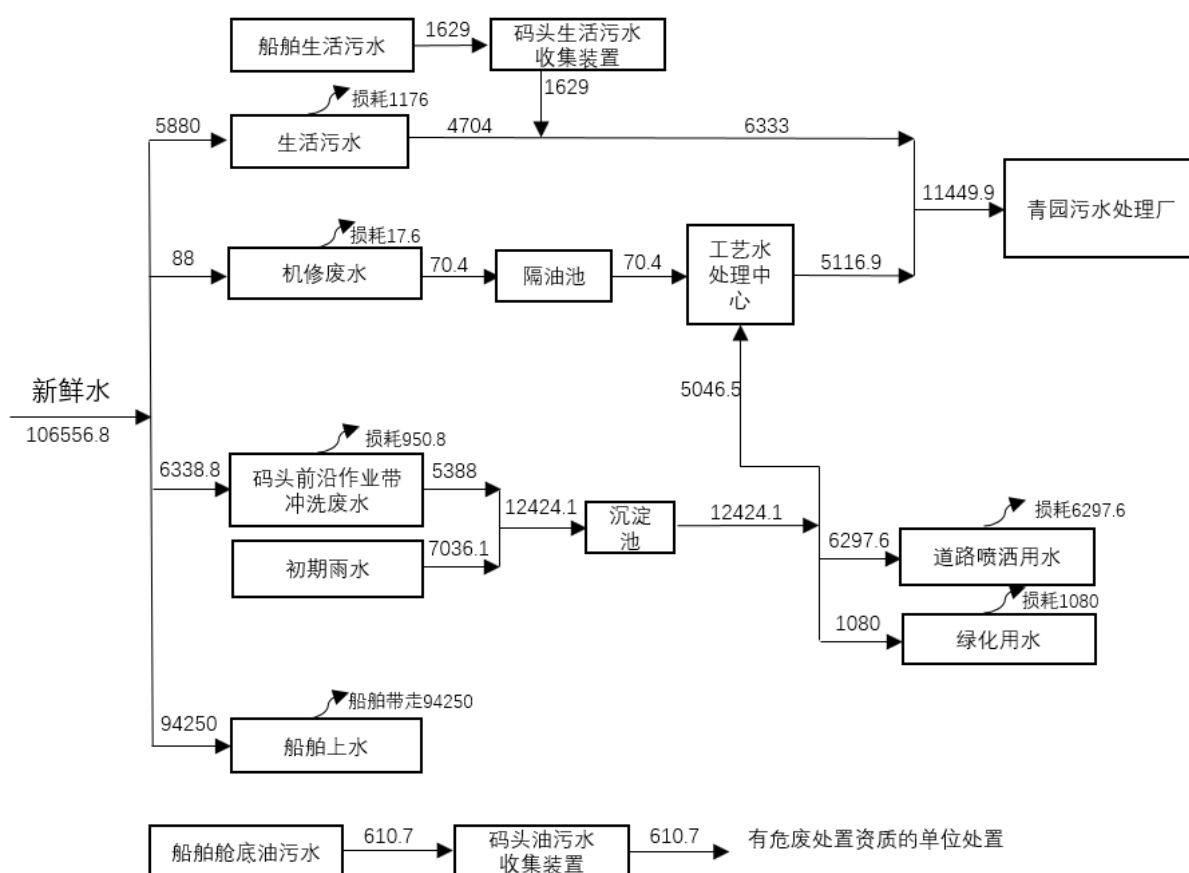 船舶生活污水
1629
码头生活污水
收集装置
1629
损耗1176
5880
生活污水
4704
6333
11449.9
青园污水处理厂
损耗17.6
88
机修废水
70.4
隔油池
70.4
工艺水
处理中
心
5116.9
新鲜水
106556.8
5046.5
损耗950.8
6338.8
码头前沿作业带
冲洗废水
5388
12424.1
沉淀
池
12424.1
初期雨水
7036.1
损耗6297.6
6297.6
道路喷洒用水
损耗1080
1080
绿化用水
船舶带走94250
94250
船舶上水
船舶舱底油污水
610.7
码头油污水
收集装置
610.7
有危废处置资质的单位处置